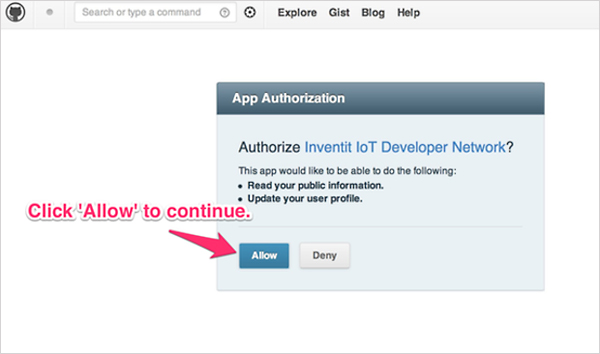 Search or type a command
Explore Gist Blog Help
App Authorization
Authorize Inventit IoT Developer Network?
This app would like to be able to do the following:
• Read your public information.
• Update your user profile.
Click 'Allow' to continue.
Allow Deny